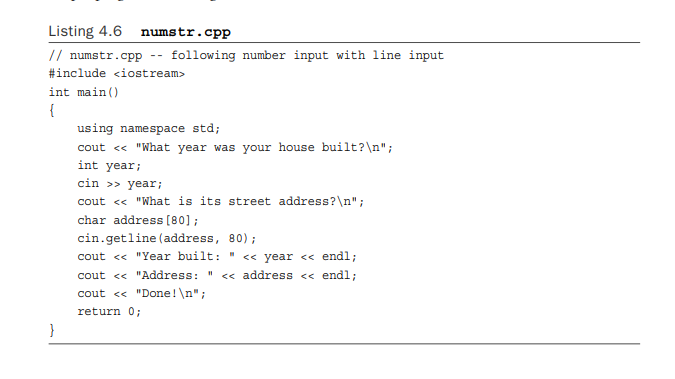 Listing 4.6 numstr.cpp
// numstr.cpp -- following number input with line input
#include <iostream>
int main()
{
    using namespace std;
    cout << "What year was your house built?\n";
    int year;
    cin >> year;
    cout << "What is its street address?\n";
    char address[80];
    cin.getline(address, 80);
    cout << "Year built: " << year << endl;
    cout << "Address: " << address << endl;
    cout << "Done!\n";
    return 0;
}